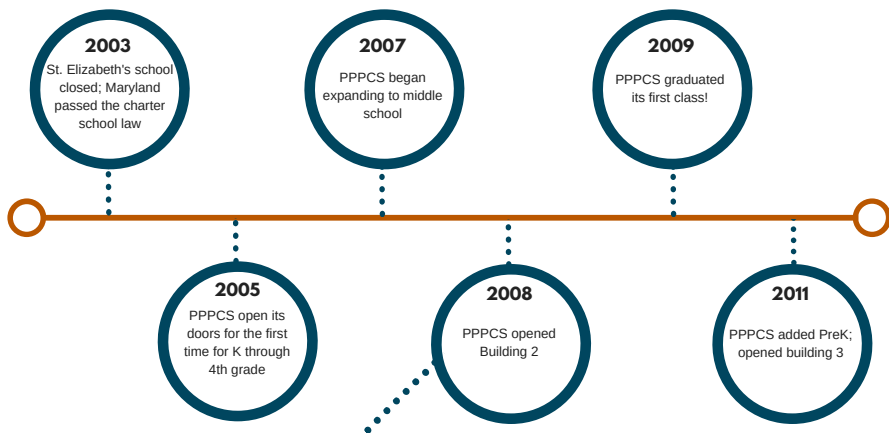 2003
St. Elizabeth's school
closed; Maryland
passed the charter
school law
2005
PPPCS open its
doors for the first
time for K through
4th grade
2007
PPPCS began
expanding to middle
school
2008
PPPCS opened
Building 2
2009
PPPCS graduated
its first class!
2011
PPPCS added PreK;
opened building 3